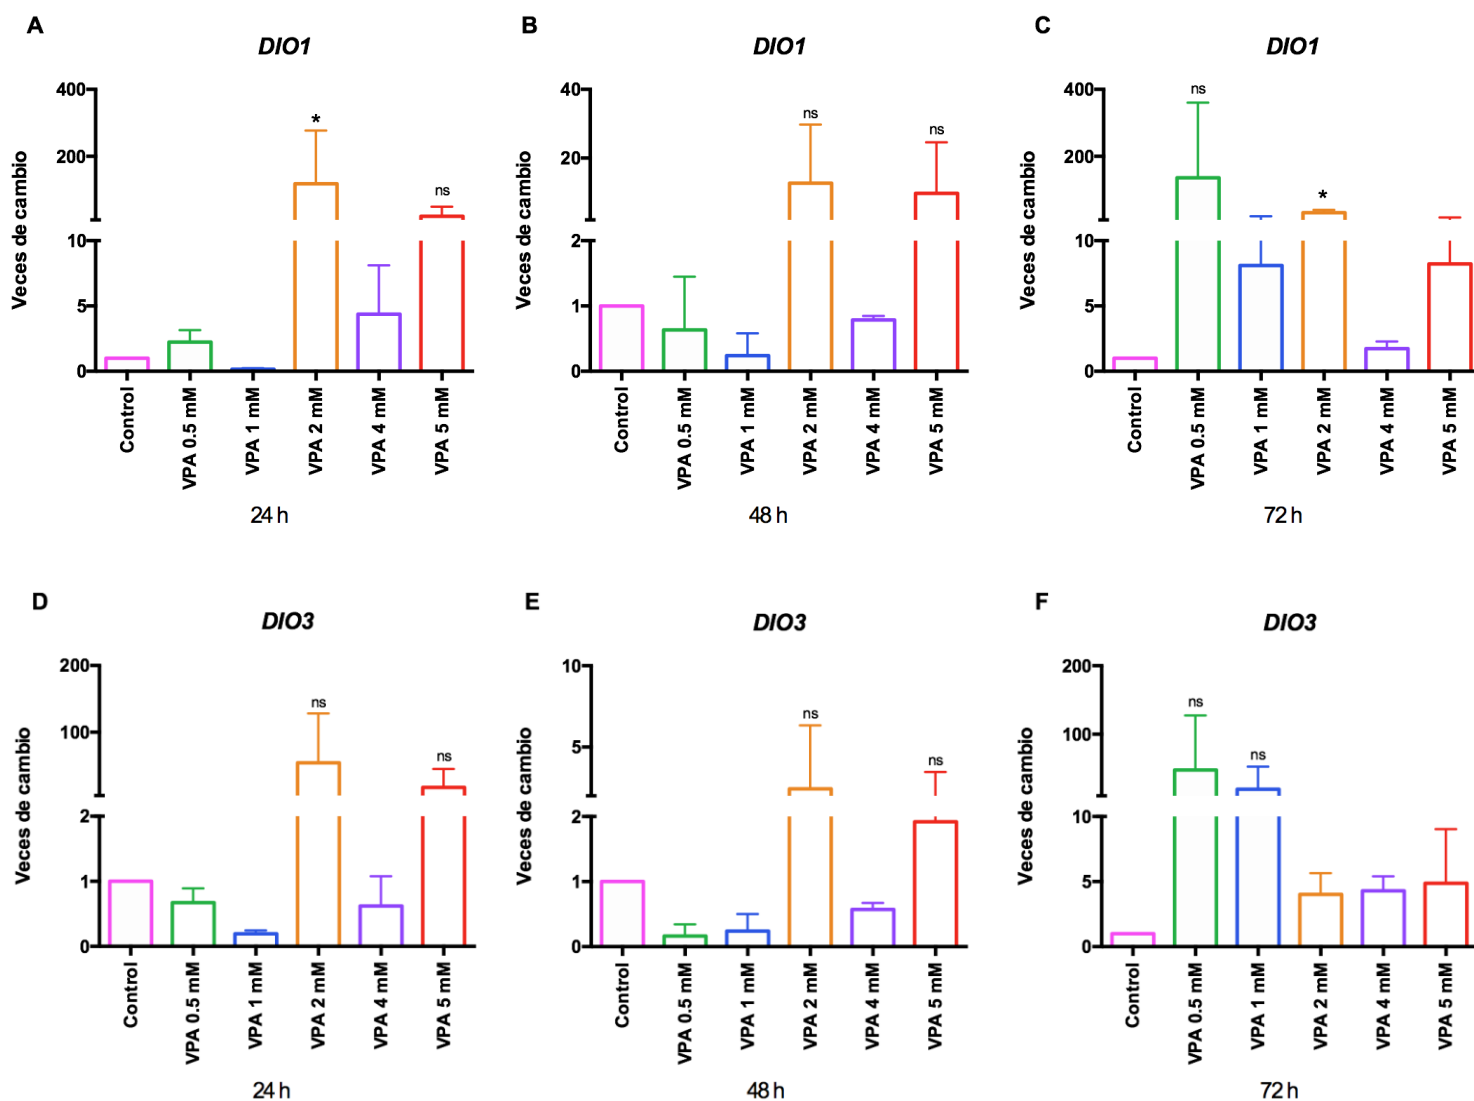 A
DIO1
Veces de cambio
400
200
10
5
0
*
ns
Control
VPA 0.5 mM
VPA 1 mM
VPA 2 mM
VPA 4 mM
VPA 5 mM
24 h
B
DIO1
Veces de cambio
40
20
2
1
0
ns
ns
Control
VPA 0.5 mM
VPA 1 mM
VPA 2 mM
VPA 4 mM
VPA 5 mM
48 h
C
DIO1
Veces de cambio
400
200
10
5
0
ns
*
Control
VPA 0.5 mM
VPA 1 mM
VPA 2 mM
VPA 4 mM
VPA 5 mM
72 h
D
DIO3
Veces de cambio
200
100
2
1
0
ns
ns
Control
VPA 0.5 mM
VPA 1 mM
VPA 2 mM
VPA 4 mM
VPA 5 mM
24 h
E
DIO3
Veces de cambio
10
5
2
1
0
ns
ns
Control
VPA 0.5 mM
VPA 1 mM
VPA 2 mM
VPA 4 mM
VPA 5 mM
48 h
F
DIO3
Veces de cambio
200
100
10
5
0
ns
ns
Control
VPA 0.5 mM
VPA 1 mM
VPA 2 mM
VPA 4 mM
VPA 5 mM
72 h